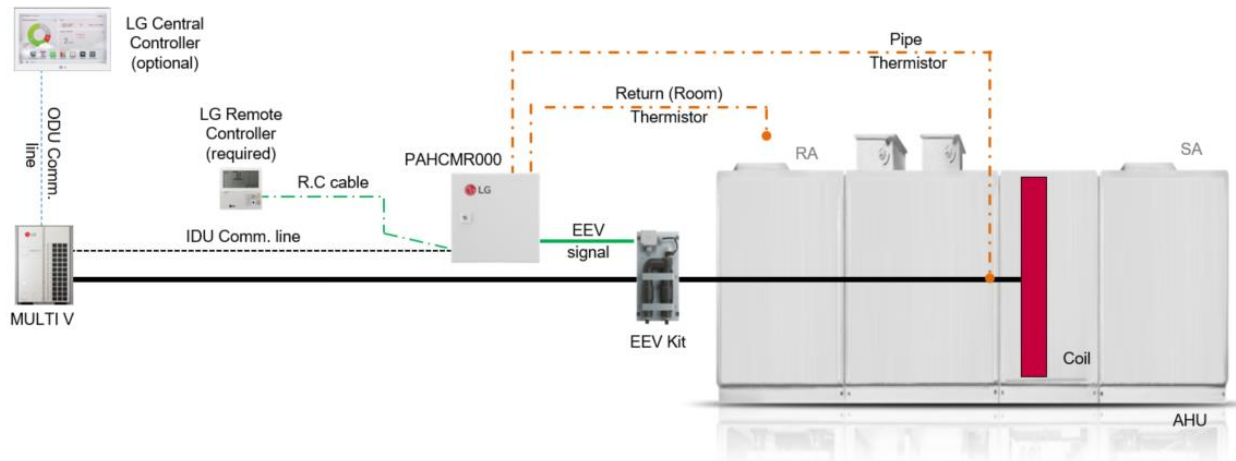 LG Central
Controller
(optional)
ODU Comm.
line
LG Remote
Controller
(required)
R.C cable
PAHCMR000
LG
IDU Comm. line
MULTI V
EEV
signal
EEV Kit
Pipe
Thermistor
Return (Room)
Thermistor
RA
SA
Coil
AHU